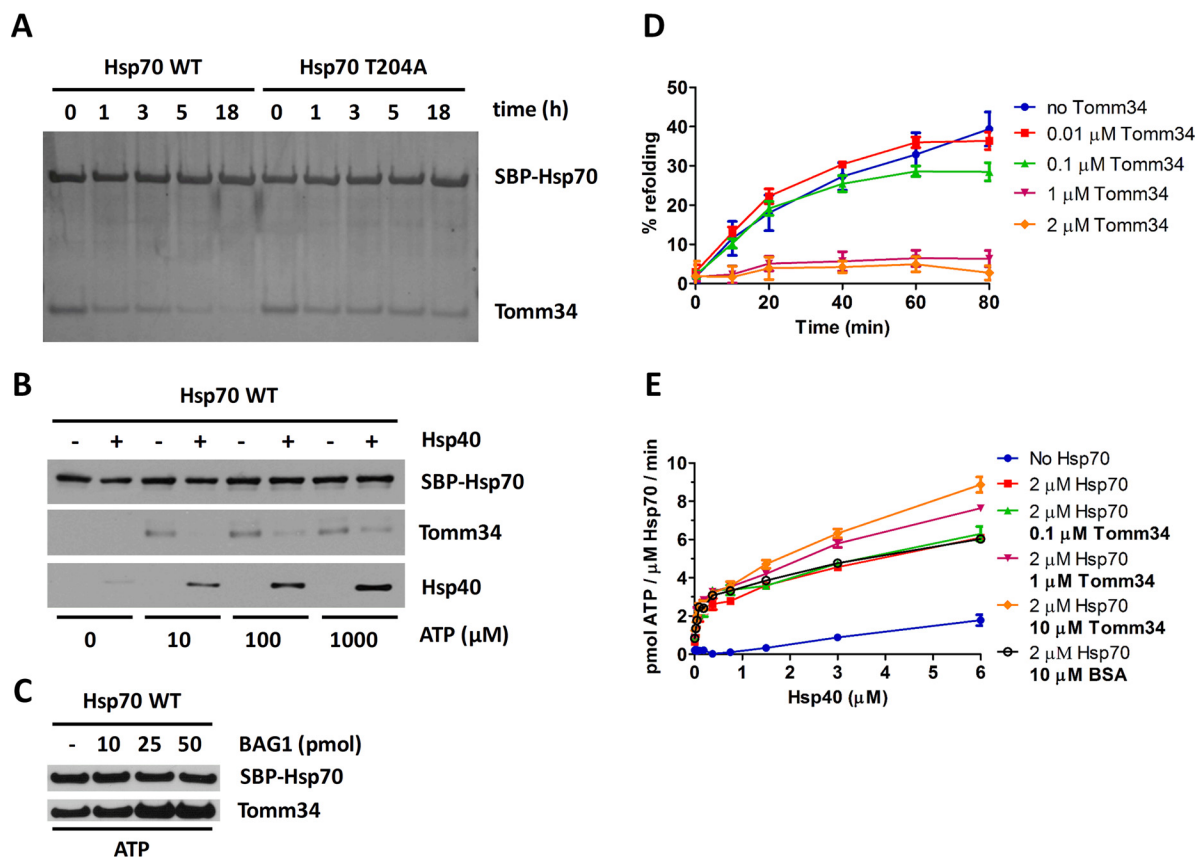 A
Hsp70 WT Hsp70 T204A
0 1 3 5 18 0 1 3 5 18 time (h)
SBP-Hsp70
Tomm34
B
Hsp70 WT
- + - + - + - + Hsp40
SBP-Hsp70
Tomm34
Hsp40
0 10 100 1000 ATP (μM)
C
Hsp70 WT
- 10 25 50 BAG1 (pmol)
SBP-Hsp70
Tomm34
ATP
D
% refolding
50
40
30
20
10
0
0 20 40 60 80
Time (min)
no Tomm34
0.01 μM Tomm34
0.1 μM Tomm34
1 μM Tomm34
2 μM Tomm34
E
pmol ATP / μM Hsp70 / min
10
8
6
4
2
0
0 1 2 3 4 5 6
Hsp40 (μM)
No Hsp70
2 μM Hsp70
2 μM Hsp70
0.1 μM Tomm34
2 μM Hsp70
1 μM Tomm34
2 μM Hsp70
10 μM Tomm34
2 μM Hsp70
10 μM BSA